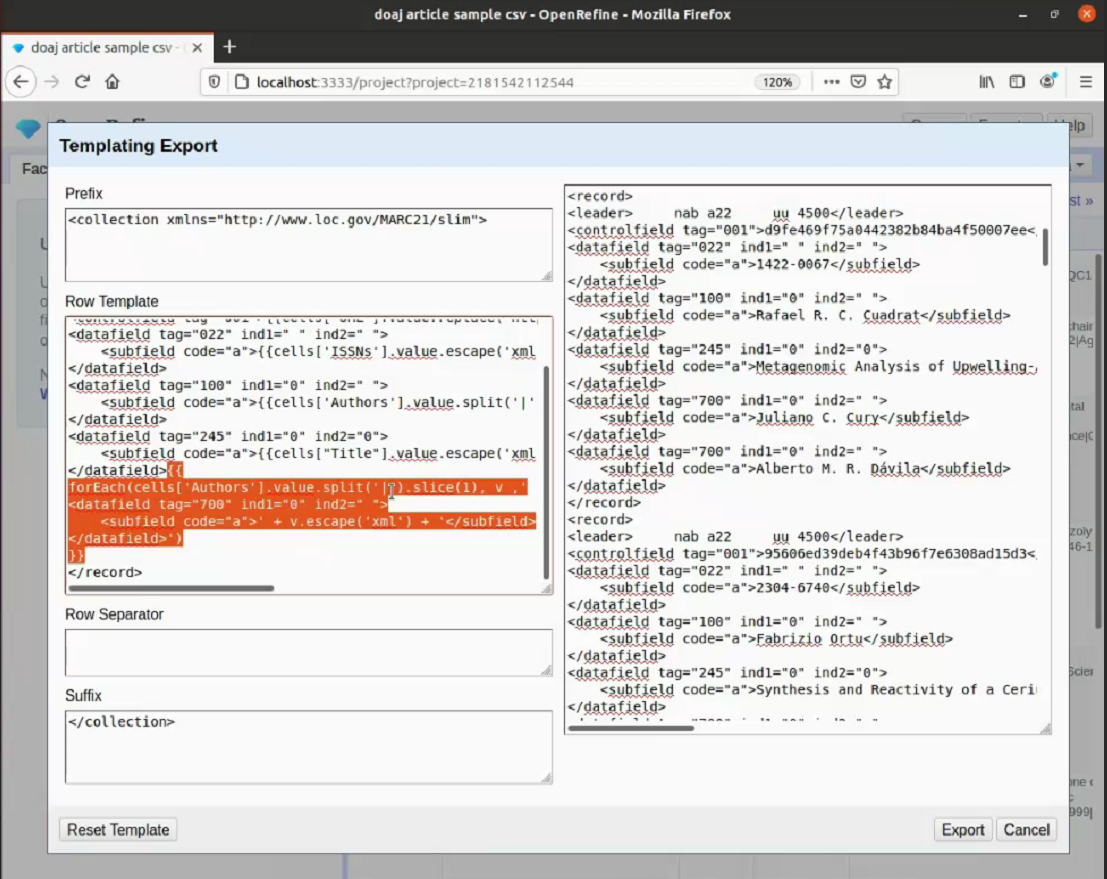 doaj article sample csv - OpenRefine - Mozilla Firefox
doaj article sample csv -
localhost:3333/project?project=2181542112544
120%
Templating Export
Prefix
<collection xmlns="http://www.loc.gov/MARC21/slim">
Row Template
<datafield tag="022" ind1=" " ind2=" ">
    <subfield code="a">{{cells['ISSNs'].value.escape('xml
</datafield>
<datafield tag="100" ind1="0" ind2=" ">
    <subfield code="a">{{cells['Authors'].value.split('|'
</datafield>
<datafield tag="245" ind1="0" ind2="0">
    <subfield code="a">{{cells["Title"].value.escape('xml
</datafield>{{
forEach(cells['Authors'].value.split('|').slice(1), v ,'
<datafield tag="700" ind1="0" ind2=" ">
    <subfield code="a">' + v.escape('xml') + '</subfield>
</datafield>')
}}
</record>
Row Separator
Suffix
</collection>
<record>
<leader>     nab a22     uu 4500</leader>
<controlfield tag="001">d9fe469f75a0442382b84ba4f50007ee<
<datafield tag="022" ind1=" " ind2=" ">
    <subfield code="a">1422-0067</subfield>
</datafield>
<datafield tag="100" ind1="0" ind2=" ">
    <subfield code="a">Rafael R. C. Cuadrat</subfield>
</datafield>
<datafield tag="245" ind1="0" ind2="0">
    <subfield code="a">Metagenomic Analysis of Upwelling-
</datafield>
<datafield tag="700" ind1="0" ind2=" ">
    <subfield code="a">Juliano C. Cury</subfield>
</datafield>
<datafield tag="700" ind1="0" ind2=" ">
    <subfield code="a">Alberto M. R. Dávila</subfield>
</datafield>
</record>
<record>
<leader>     nab a22     uu 4500</leader>
<controlfield tag="001">95606ed39deb4f43b96f7e6308ad15d3<
<datafield tag="022" ind1=" " ind2=" ">
    <subfield code="a">2304-6740</subfield>
</datafield>
<datafield tag="100" ind1="0" ind2=" ">
    <subfield code="a">Fabrizio Ortu</subfield>
</datafield>
<datafield tag="245" ind1="0" ind2="0">
    <subfield code="a">Synthesis and Reactivity of a Ceri
</datafield>
Reset Template
Export
Cancel